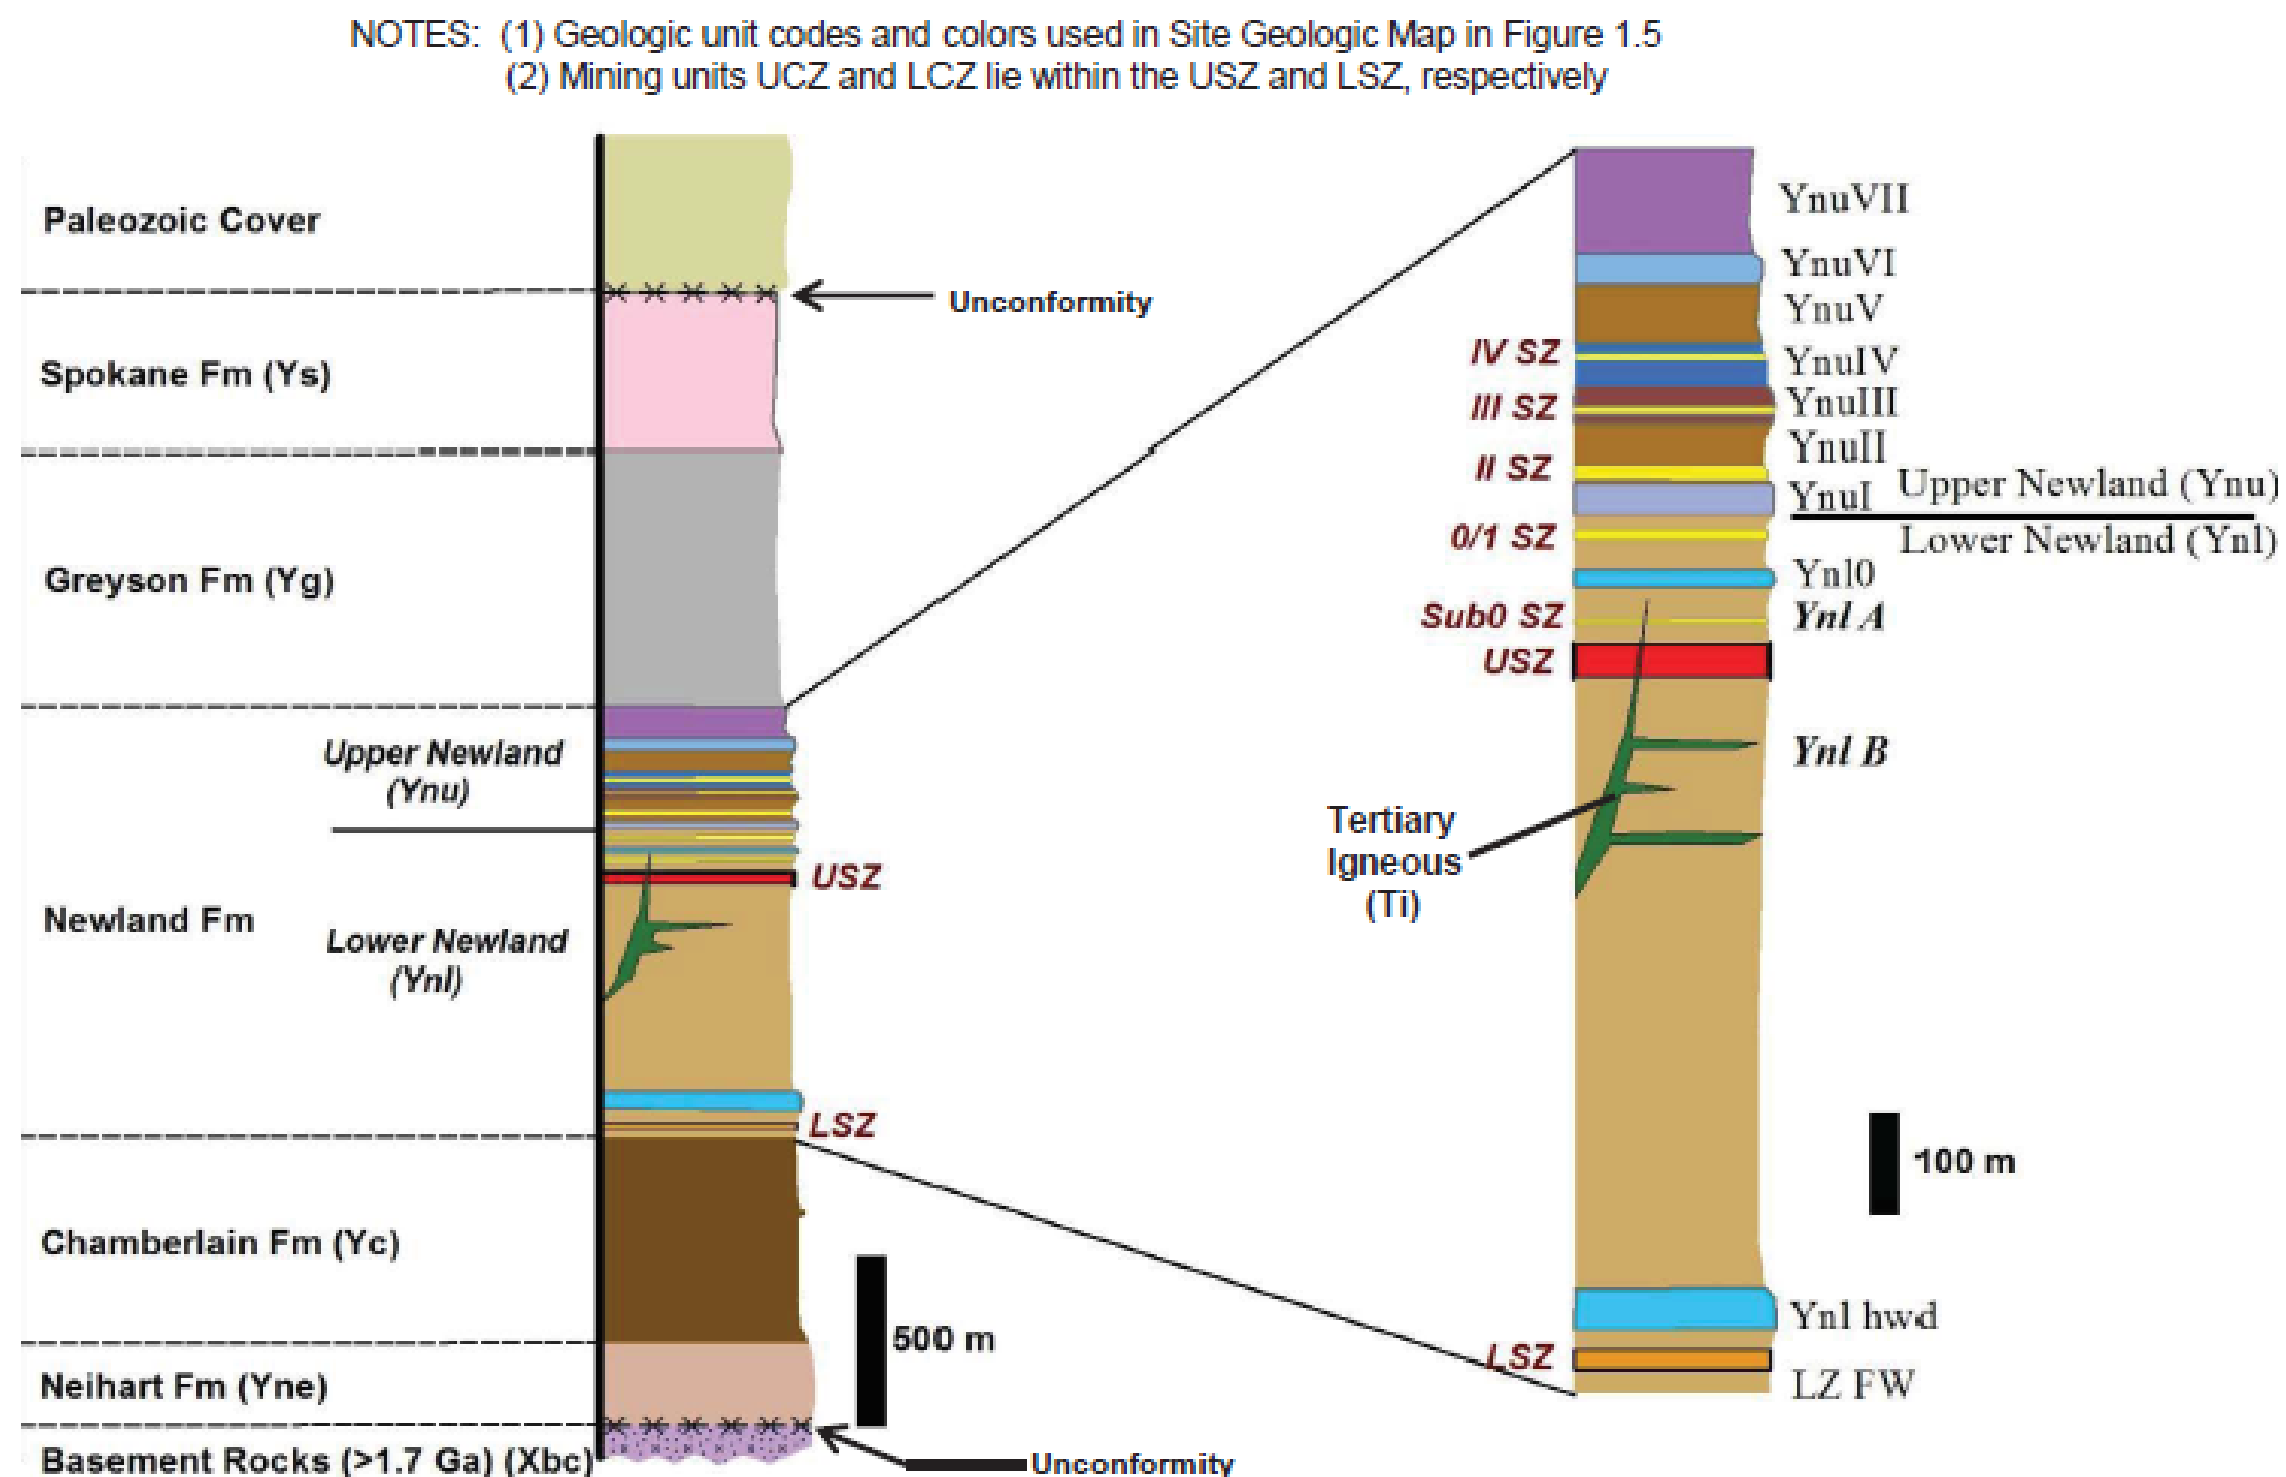 NOTES: (1) Geologic unit codes and colors used in Site Geologic Map in Figure 1.5
(2) Mining units UCZ and LCZ lie within the USZ and LSZ, respectively
Paleozoic Cover
Unconformity
Spokane Fm (Ys)
Greyson Fm (Yg)
Upper Newland
(Ynu)
USZ
Newland Fm
Lower Newland
(Ynl)
LSZ
Chamberlain Fm (Yc)
500 m
Neihart Fm (Yne)
Basement Rocks (>1.7 Ga) (Xbc)
Unconformity
YnuVII
YnuVI
YnuV
IV SZ
YnuIV
III SZ
YnuIII
YnuII
II SZ
YnuI
Upper Newland (Ynu)
0/1 SZ
Lower Newland (Ynl)
Ynl0
Sub0 SZ
Ynl A
USZ
Ynl B
Tertiary
Igneous
(Ti)
100 m
Ynl hwd
LSZ
LZ FW